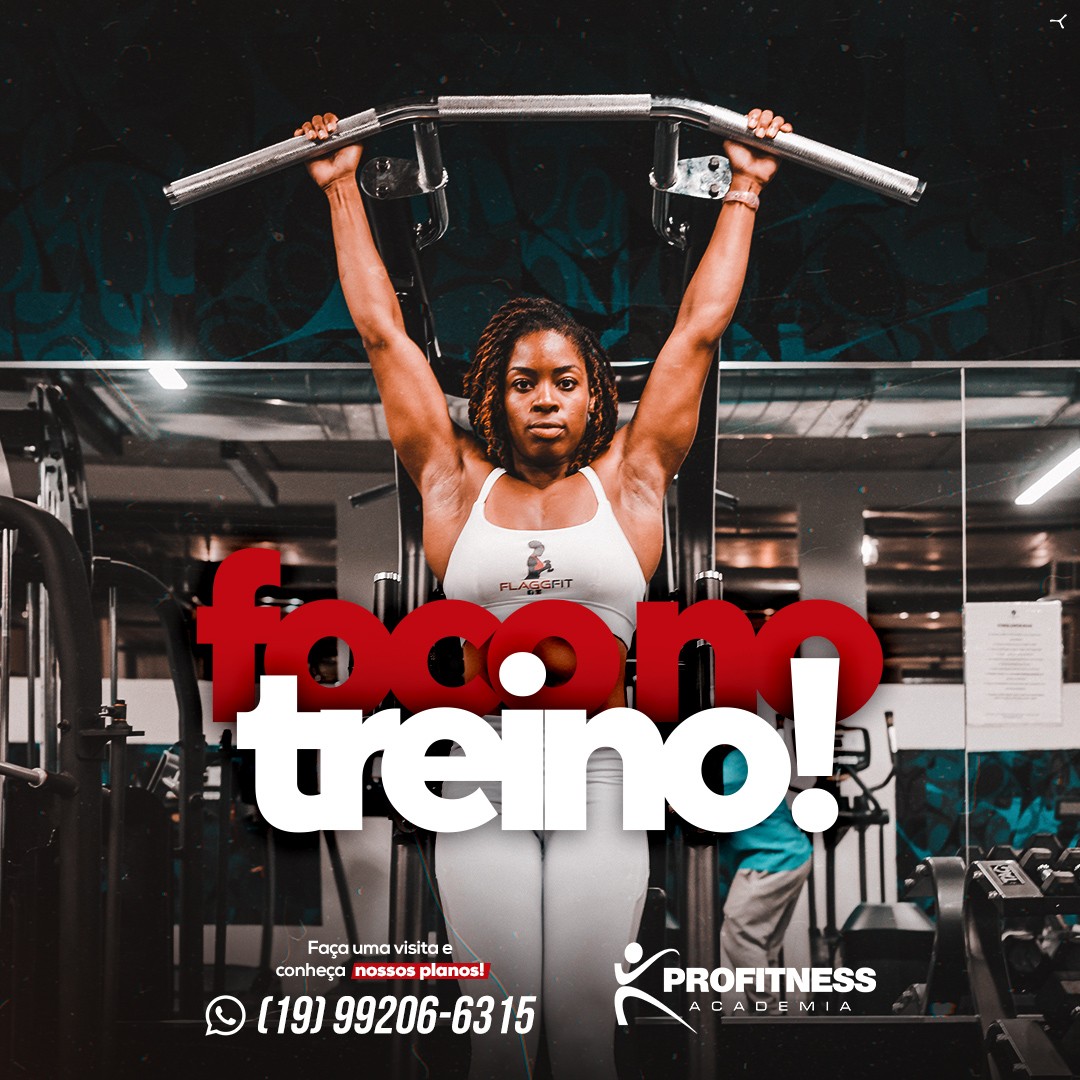 FLAGGFIT
foco no
treino!
Faça uma visita e
conheça nossos planos!
(19) 99206-6315
PROFITNESS
ACADEMIA